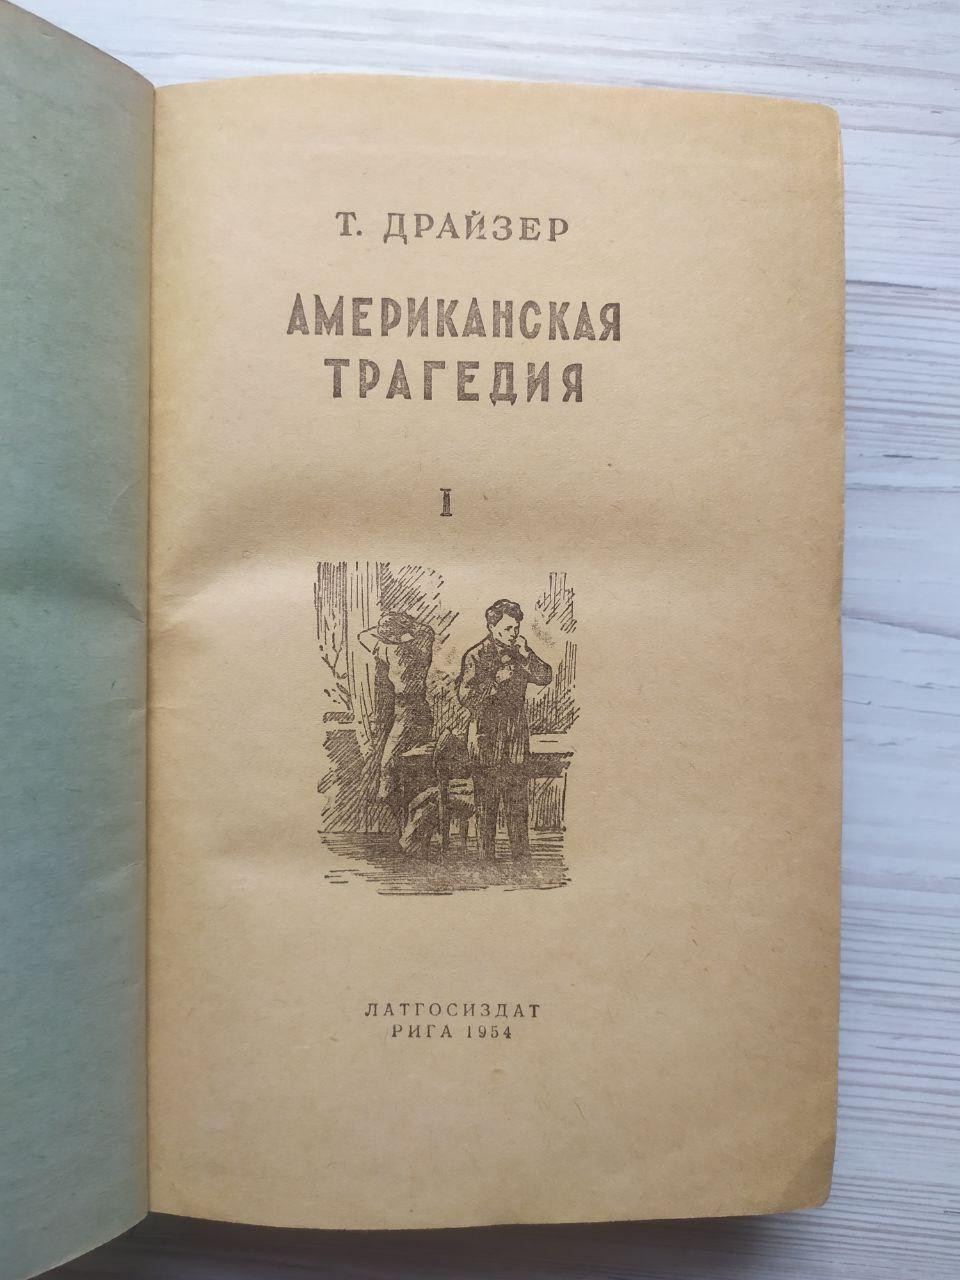 Т. ДРАЙЗЕР
АМЕРИКАНСКАЯ
ТРАГЕДИЯ
I
ЛАТГОСИЗДАТ
РИГА 1954